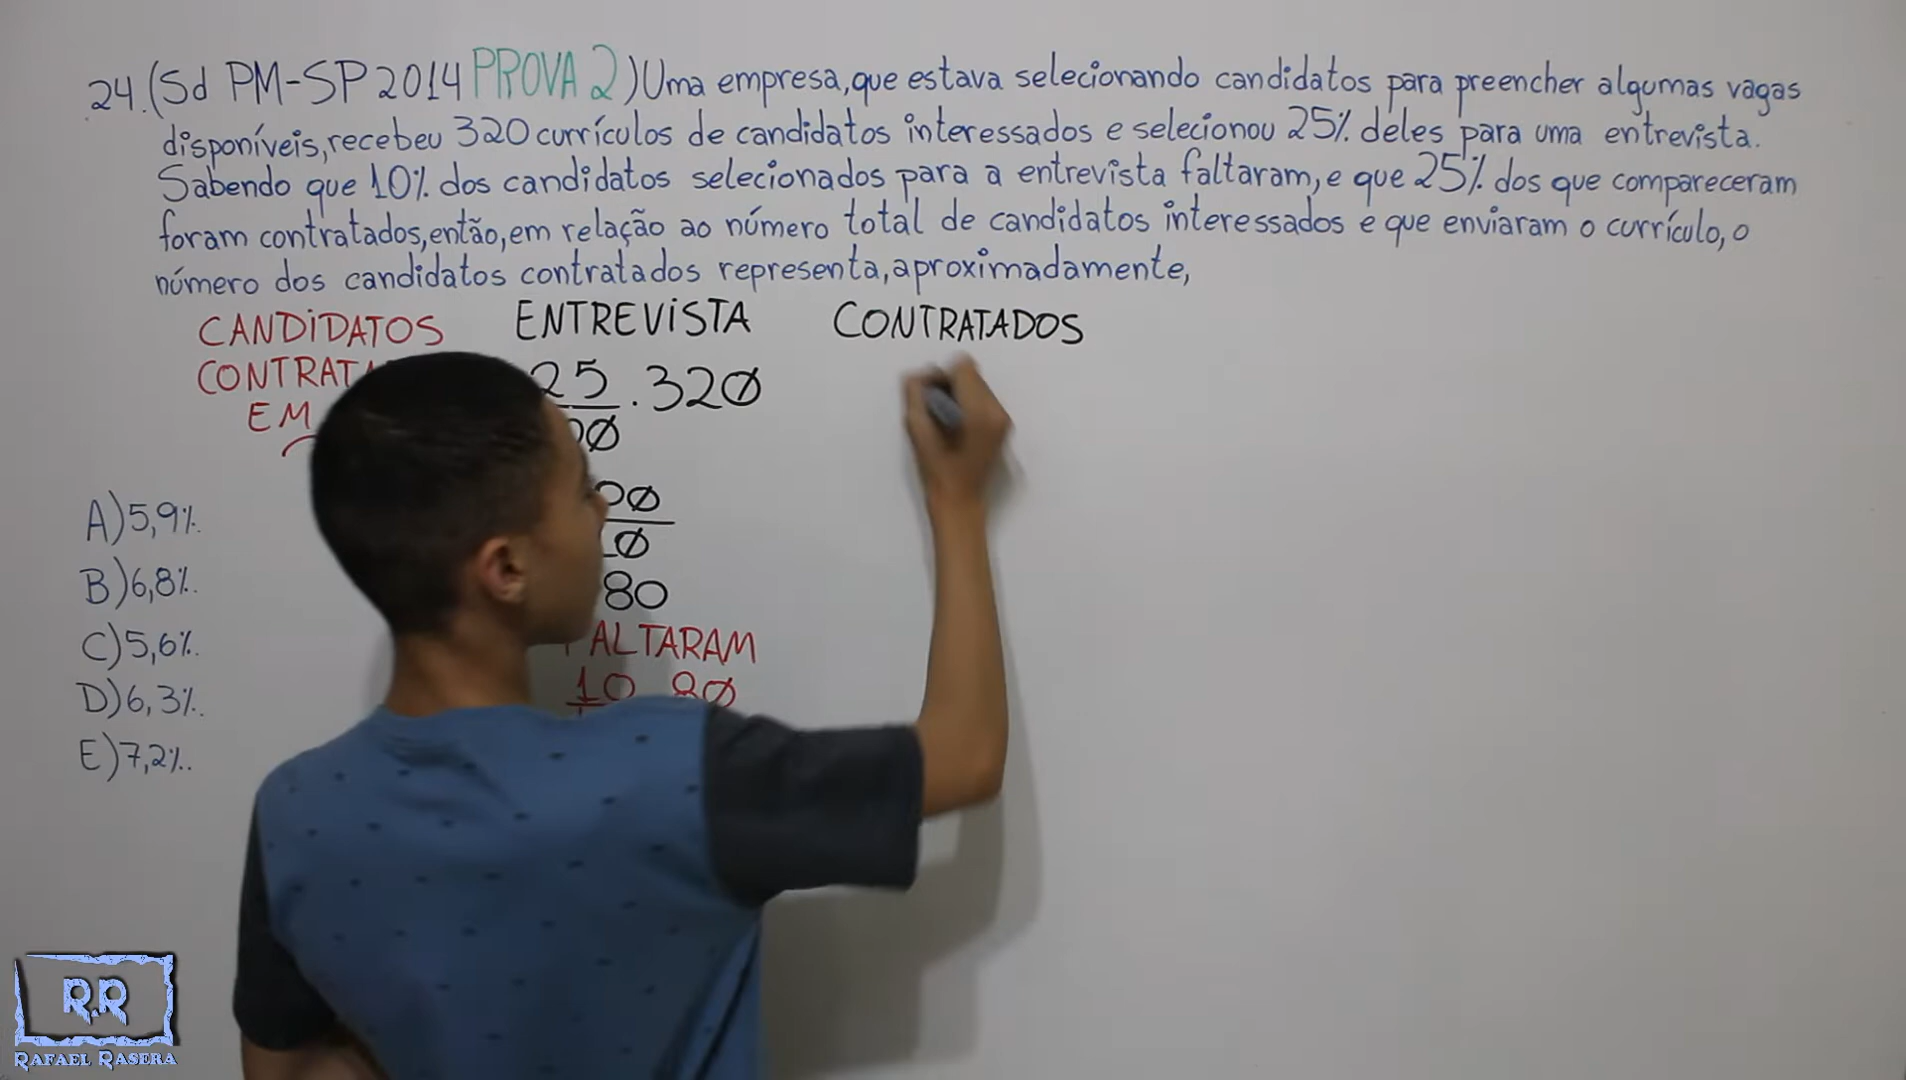 24.(Sd PM-SP 2014 PROVA 2) Uma empresa, que estava selecionando candidatos para preencher algumas vagas
disponíveis, recebeu 320 currículos de candidatos interessados e selecionou 25% deles para uma entrevista.
Sabendo que 10% dos candidatos selecionados para a entrevista faltaram, e que 25% dos que compareceram
foram contratados, então, em relação ao número total de candidatos interessados e que enviaram o currículo, o
número dos candidatos contratados representa, aproximadamente,
CANDIDATOS
EM
ENTREVISTA
25 . 320
80
10 80
CONTRATADOS
A) 5,9%.
B) 6,8%.
C) 5,6%.
D) 6,3%.
E) 7,2%.
R.R
RAFAEL RASERA